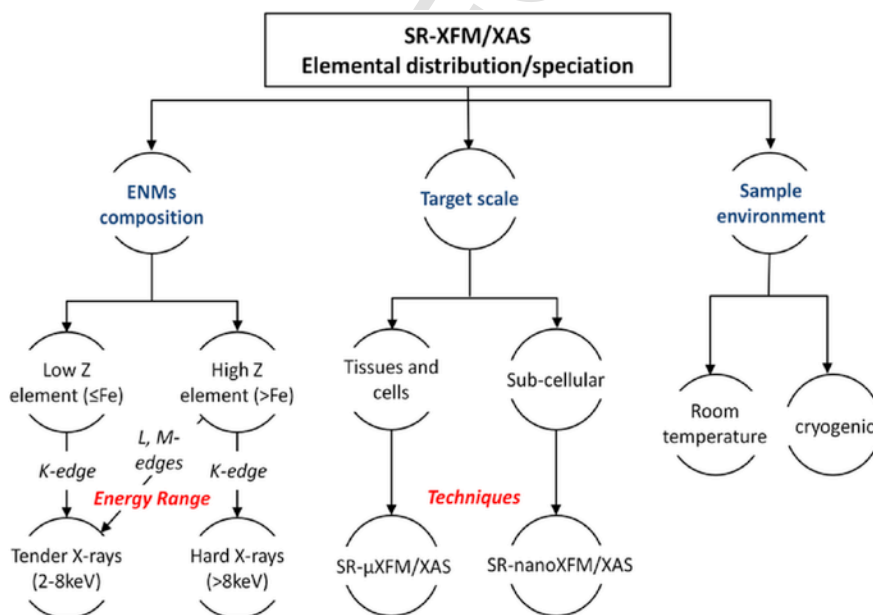 SR-XFM/XAS
Elemental distribution/speciation
ENMs
composition
Target scale
Sample
environment
Low Z
element (≤Fe)
High Z
element (>Fe)
Tissues and
cells
Sub-cellular
Room
temperature
cryogenic
L, M-
edges
K-edge
K-edge
Energy Range
Techniques
Tender X-rays
(2-8keV)
Hard X-rays
(>8keV)
SR-μXFM/XAS
SR-nanoXFM/XAS